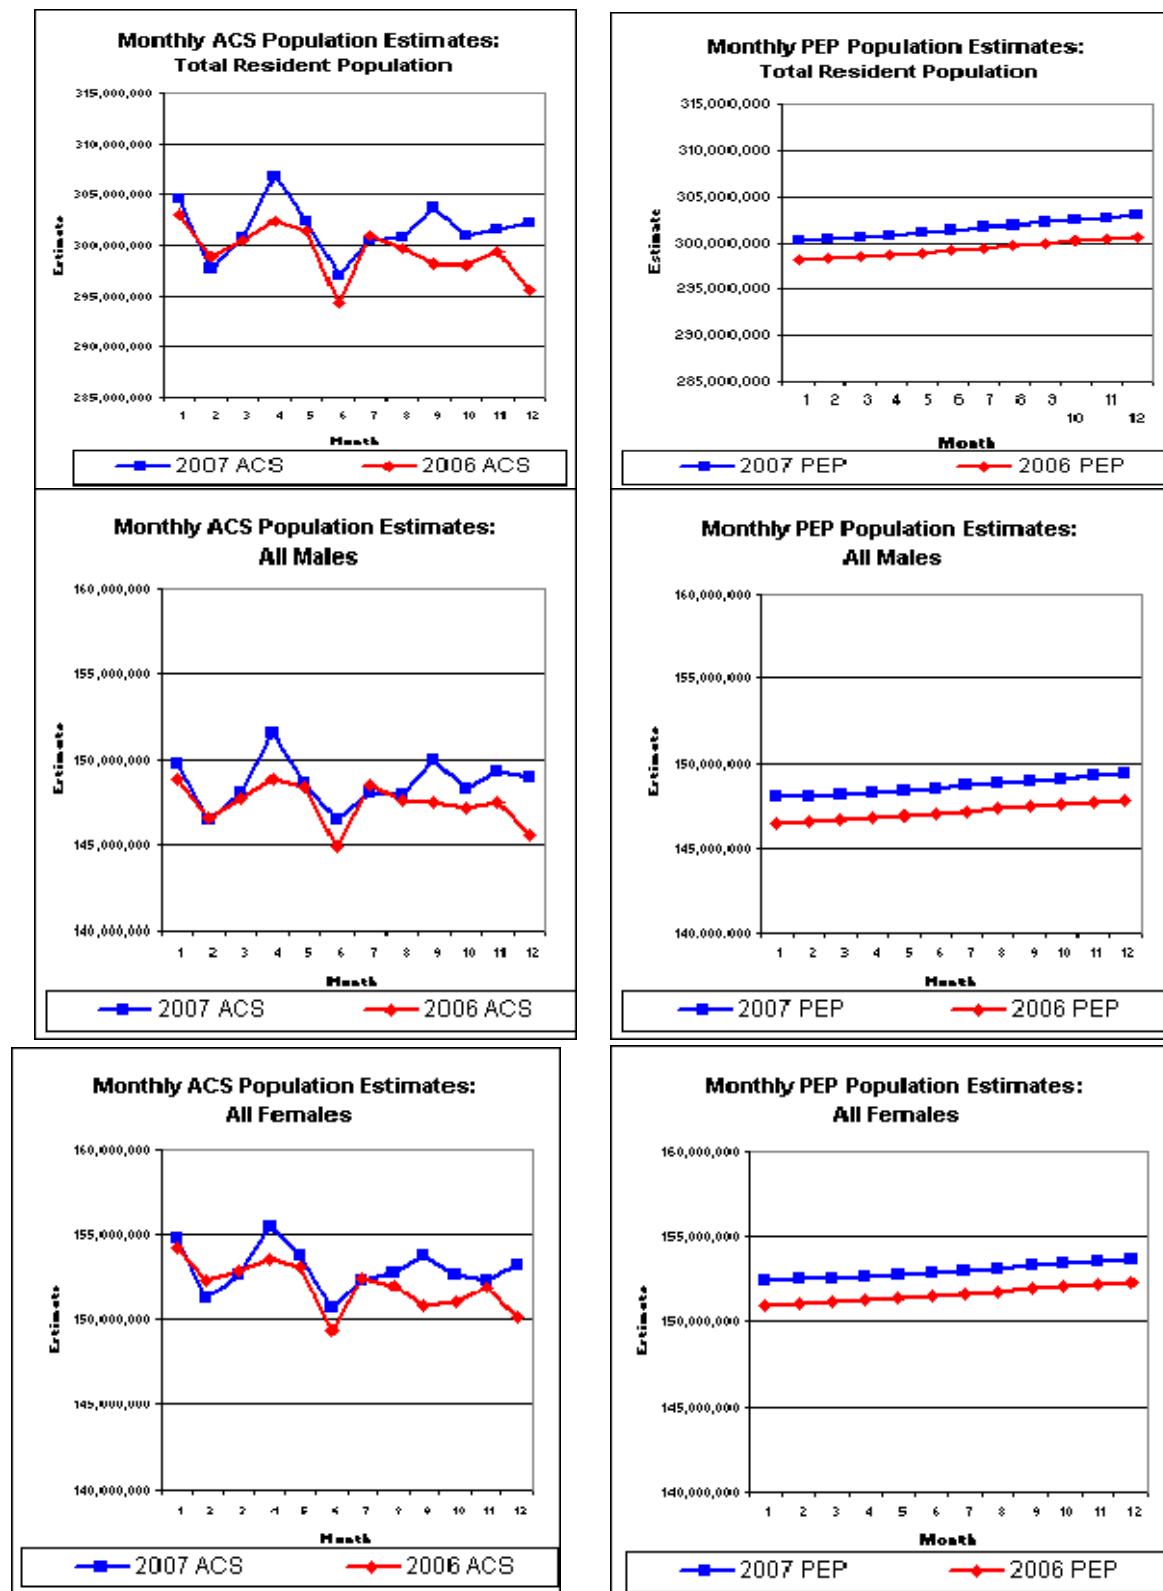 Monthly ACS Population Estimates:
Total Resident Population
315,000,000
310,000,000
305,000,000
300,000,000
295,000,000
290,000,000
285,000,000
Estimate
1 2 3 4 5 6 7 8 9 10 11 12
Month
2007 ACS 2006 ACS
Monthly PEP Population Estimates:
Total Resident Population
315,000,000
310,000,000
305,000,000
300,000,000
295,000,000
290,000,000
285,000,000
Estimate
1 2 3 4 5 6 7 8 9 10 11 12
Month
2007 PEP 2006 PEP
Monthly ACS Population Estimates:
All Males
160,000,000
155,000,000
150,000,000
145,000,000
140,000,000
Estimate
1 2 3 4 5 6 7 8 9 10 11 12
Month
2007 ACS 2006 ACS
Monthly PEP Population Estimates:
All Males
160,000,000
155,000,000
150,000,000
145,000,000
140,000,000
Estimate
1 2 3 4 5 6 7 8 9 10 11 12
Month
2007 PEP 2006 PEP
Monthly ACS Population Estimates:
All Females
160,000,000
155,000,000
150,000,000
145,000,000
140,000,000
Estimate
1 2 3 4 5 6 7 8 9 10 11 12
Month
2007 ACS 2006 ACS
Monthly PEP Population Estimates:
All Females
160,000,000
155,000,000
150,000,000
145,000,000
140,000,000
Estimate
1 2 3 4 5 6 7 8 9 10 11 12
Month
2007 PEP 2006 PEP